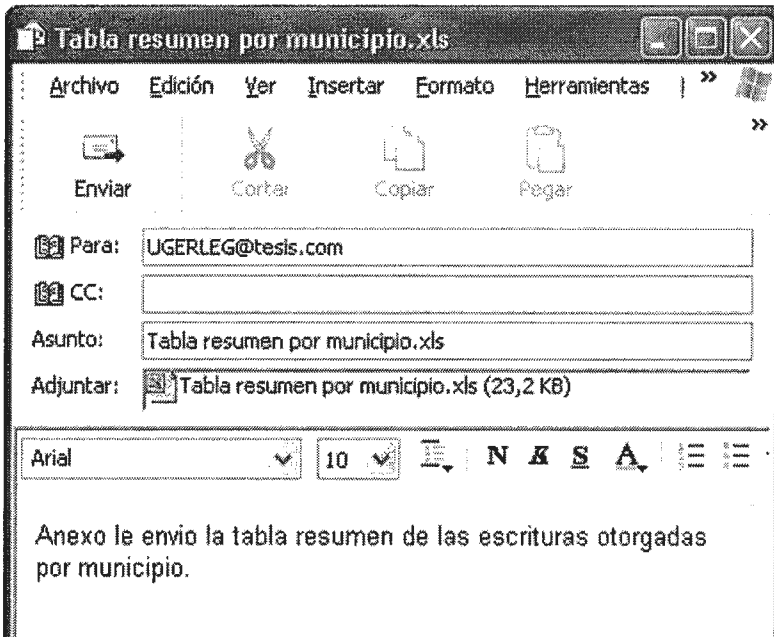 Tabla resumen por municipio.xls
Archivo Edición Ver Insertar Formato Herramientas »
»
Enviar Cortar Copiar Pegar
Para: UGERLEG@tesis.com
CC:
Asunto: Tabla resumen por municipio.xls
Adjuntar: Tabla resumen por municipio.xls (23,2 KB)
Arial 10 N K S A
Anexo le envio la tabla resumen de las escrituras otorgadas
por municipio.